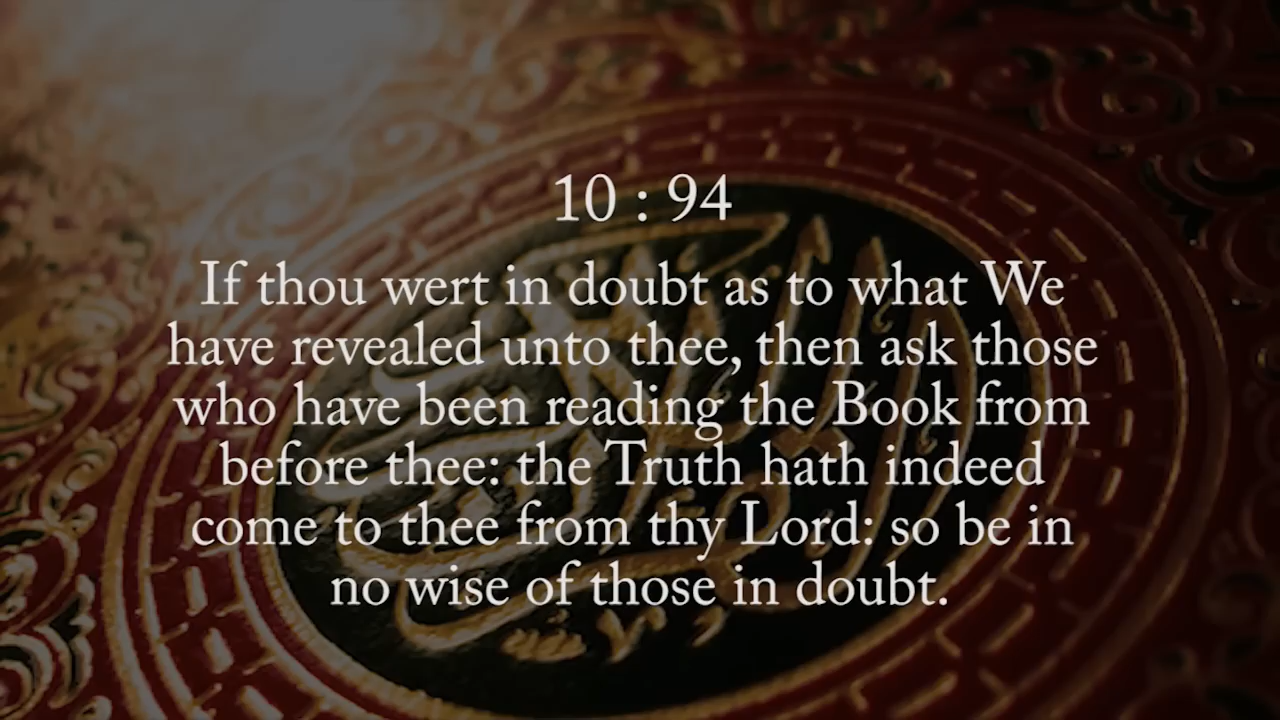 10 : 94
If thou wert in doubt as to what We
have revealed unto thee, then ask those
who have been reading the Book from
before thee: the Truth hath indeed
come to thee from thy Lord: so be in
no wise of those in doubt.